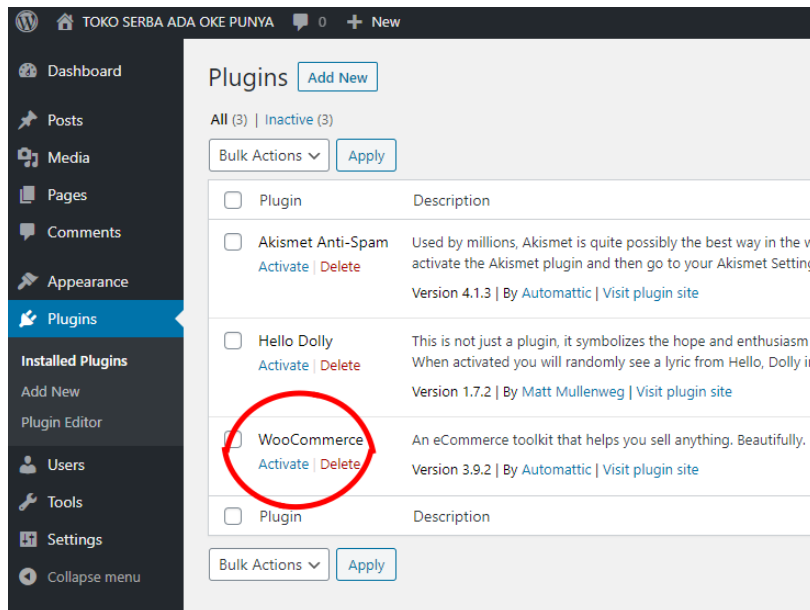 TOKO SERBA ADA OKE PUNYA 0 New
Dashboard
Posts
Media
Pages
Comments
Appearance
Plugins
Installed Plugins
Add New
Plugin Editor
Users
Tools
Settings
Collapse menu
Plugins Add New
All (3) | Inactive (3)
Bulk Actions Apply
Plugin Description
Akismet Anti-Spam Used by millions, Akismet is quite possibly the best way in the
Activate | Delete activate the Akismet plugin and then go to your Akismet
Version 4.1.3 | By Automattic | Visit plugin site
Hello Dolly This is not just a plugin, it symbolizes the hope and enthusiasm
Activate | Delete When activated you will randomly see a lyric from Hello, Dolly
Version 1.7.2 | By Matt Mullenweg | Visit plugin site
WooCommerce An eCommerce toolkit that helps you sell anything. Beautifully.
Activate | Delete Version 3.9.2 | By Automattic | Visit plugin site
Plugin Description
Bulk Actions Apply